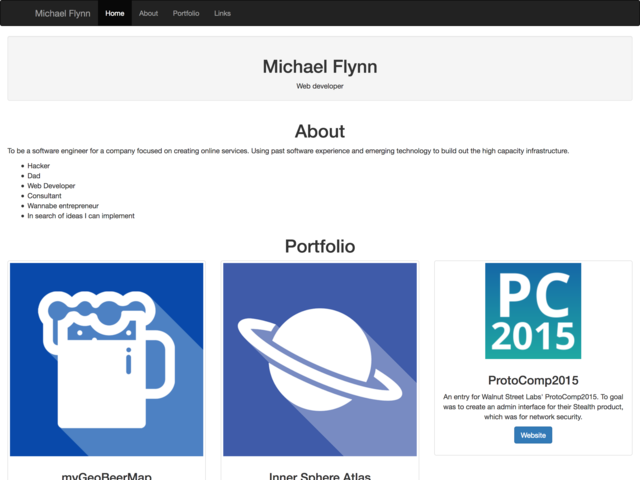 Michael Flynn Home About Portfolio Links
Michael Flynn
Web developer
About
To be a software engineer for a company focused on creating online services. Using past software experience and emerging technology to build out the high capacity infrastructure.
Hacker
Dad
Web Developer
Consultant
Wannabe entrepreneur
In search of ideas I can implement
Portfolio
myGeoBeerMap
Inner Sphere Atlas
PC
2015
ProtoComp2015
An entry for Walnut Street Labs' ProtoComp2015. To goal
was to create an admin interface for their Stealth product,
which was for network security.
Website